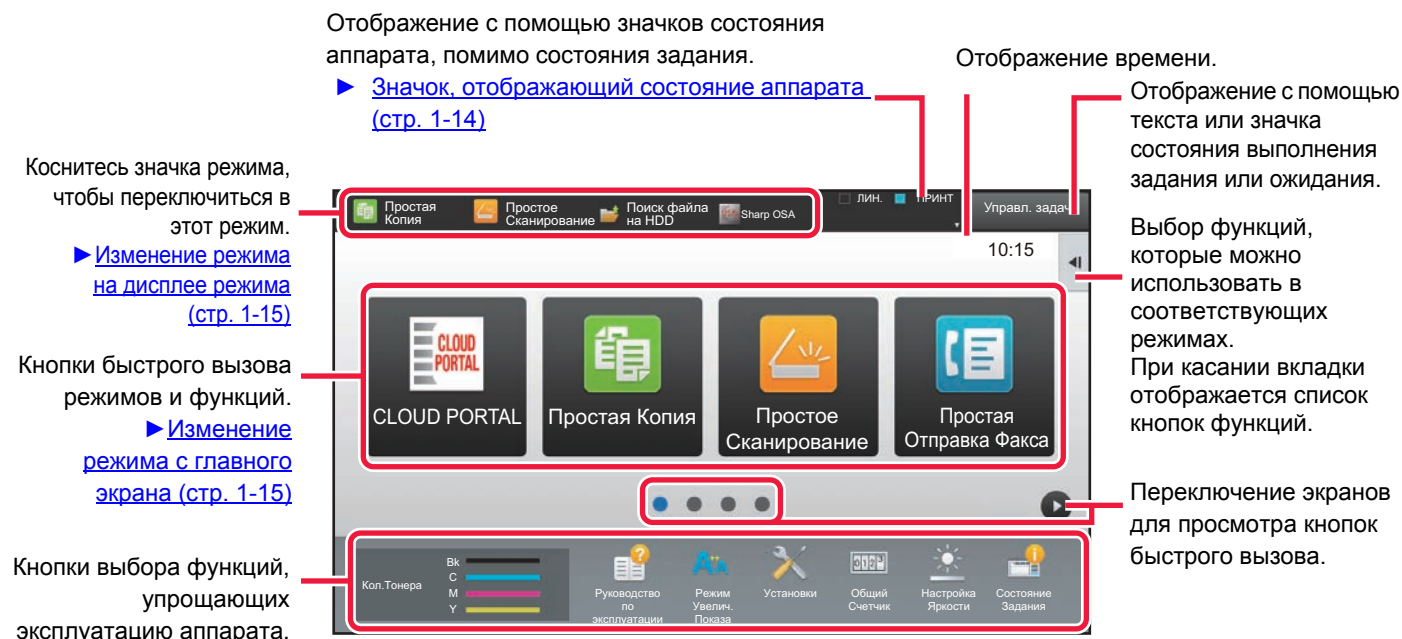 Отображение с помощью значков состояния
аппарата, помимо состояния задания.
► Значок, отображающий состояние аппарата
(стр. 1-14)
Отображение времени.
Отображение с помощью
текста или значка
состояния выполнения
задания или ожидания.
Коснитесь значка режима,
чтобы переключиться в
этот режим.
►Изменение режима
на дисплее режима
(стр. 1-15)
Кнопки быстрого вызова
режимов и функций.
►Изменение
режима с главного
экрана (стр. 1-15)
Кнопки выбора функций,
упрощающих
эксплуатацию аппарата.
Простая
Копия
Простое
Сканирование
Поиск файла
на HDD
Sharp OSA
ЛИН.
ПРИНТ
Управл. задач
10:15
Выбор функций,
которые можно
использовать в
соответствующих
режимах.
При касании вкладки
отображается список
кнопок функций.
CLOUD
PORTAL
CLOUD PORTAL
Простая Копия
Простое
Сканирование
Простая
Отправка Факса
Переключение экранов
для просмотра кнопок
быстрого вызова.
Кол.Тонера
Bk
C
M
Y
Руководство
по
эксплуатации
Режим
Увелич.
Показа
Установки
Общий
Счетчик
Настройка
Яркости
Состояние
Задания